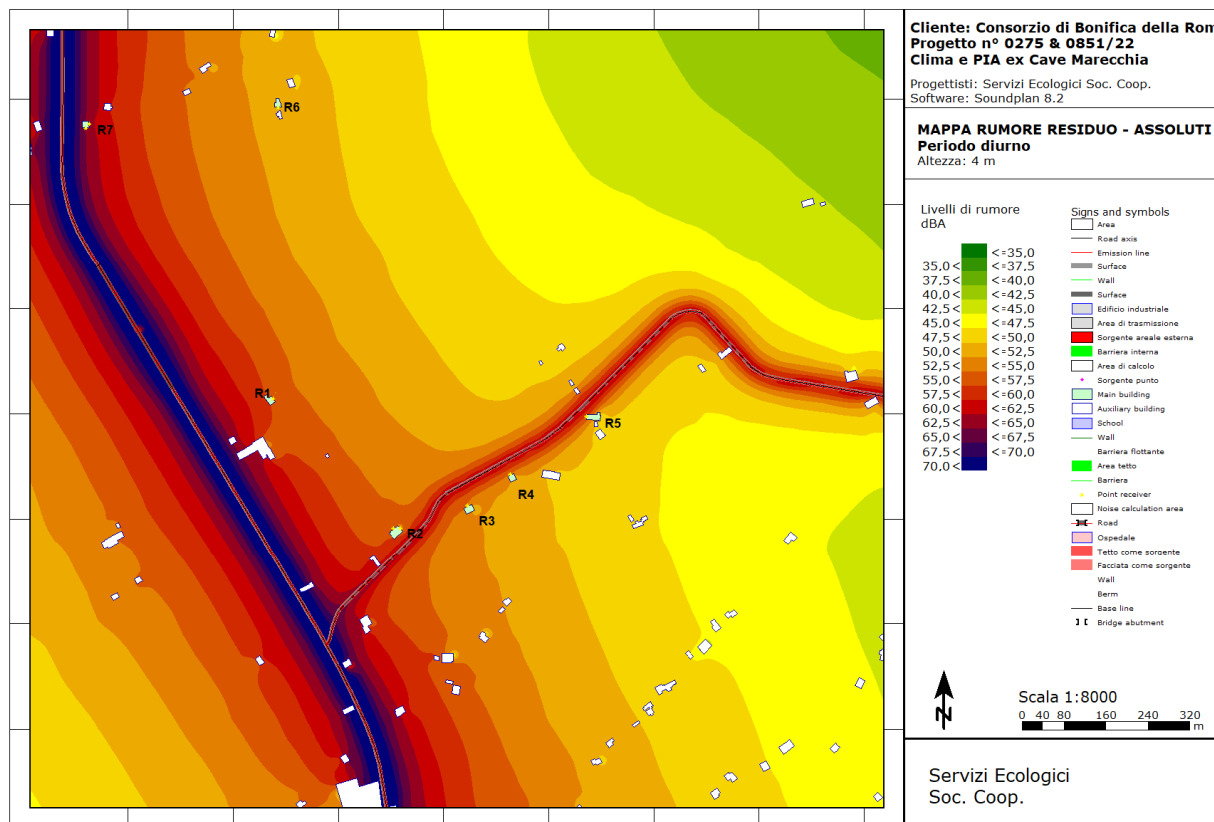 Cliente: Consorzio di Bonifica della Rom
Progetto n° 0275 & 0851/22
Clima e PIA ex Cave Marecchia
Progettisti: Servizi Ecologici Soc. Coop.
Software: Soundplan 8.2
MAPPA RUMORE RESIDUO - ASSOLUTI
Periodo diurno
Altezza: 4 m
Livelli di rumore
dBA
<=35,0
35,0< <=37,5
37,5< <=40,0
40,0< <=42,5
42,5< <=45,0
45,0< <=47,5
47,5< <=50,0
50,0< <=52,5
52,5< <=55,0
55,0< <=57,5
57,5< <=60,0
60,0< <=62,5
62,5< <=65,0
65,0< <=67,5
67,5< <=70,0
70,0<
Signs and symbols
Area
Road axis
Emission line
Surface
Wall
Surface
Edificio industriale
Area di trasmissione
Sorgente areale esterna
Barriera interna
Area di calcolo
Sorgente punto
Main building
Auxiliary building
School
Wall
Barriera flottante
Area tetto
Barriera
Point receiver
Noise calculation area
Road
Ospedale
Tetto come sorgente
Facciata come sorgente
Wall
Berm
Base line
Bridge abutment
R6
R7
R1
R5
R4
R3
R2
N
Scala 1:8000
0 40 80 160 240 320
m
Servizi Ecologici
Soc. Coop.